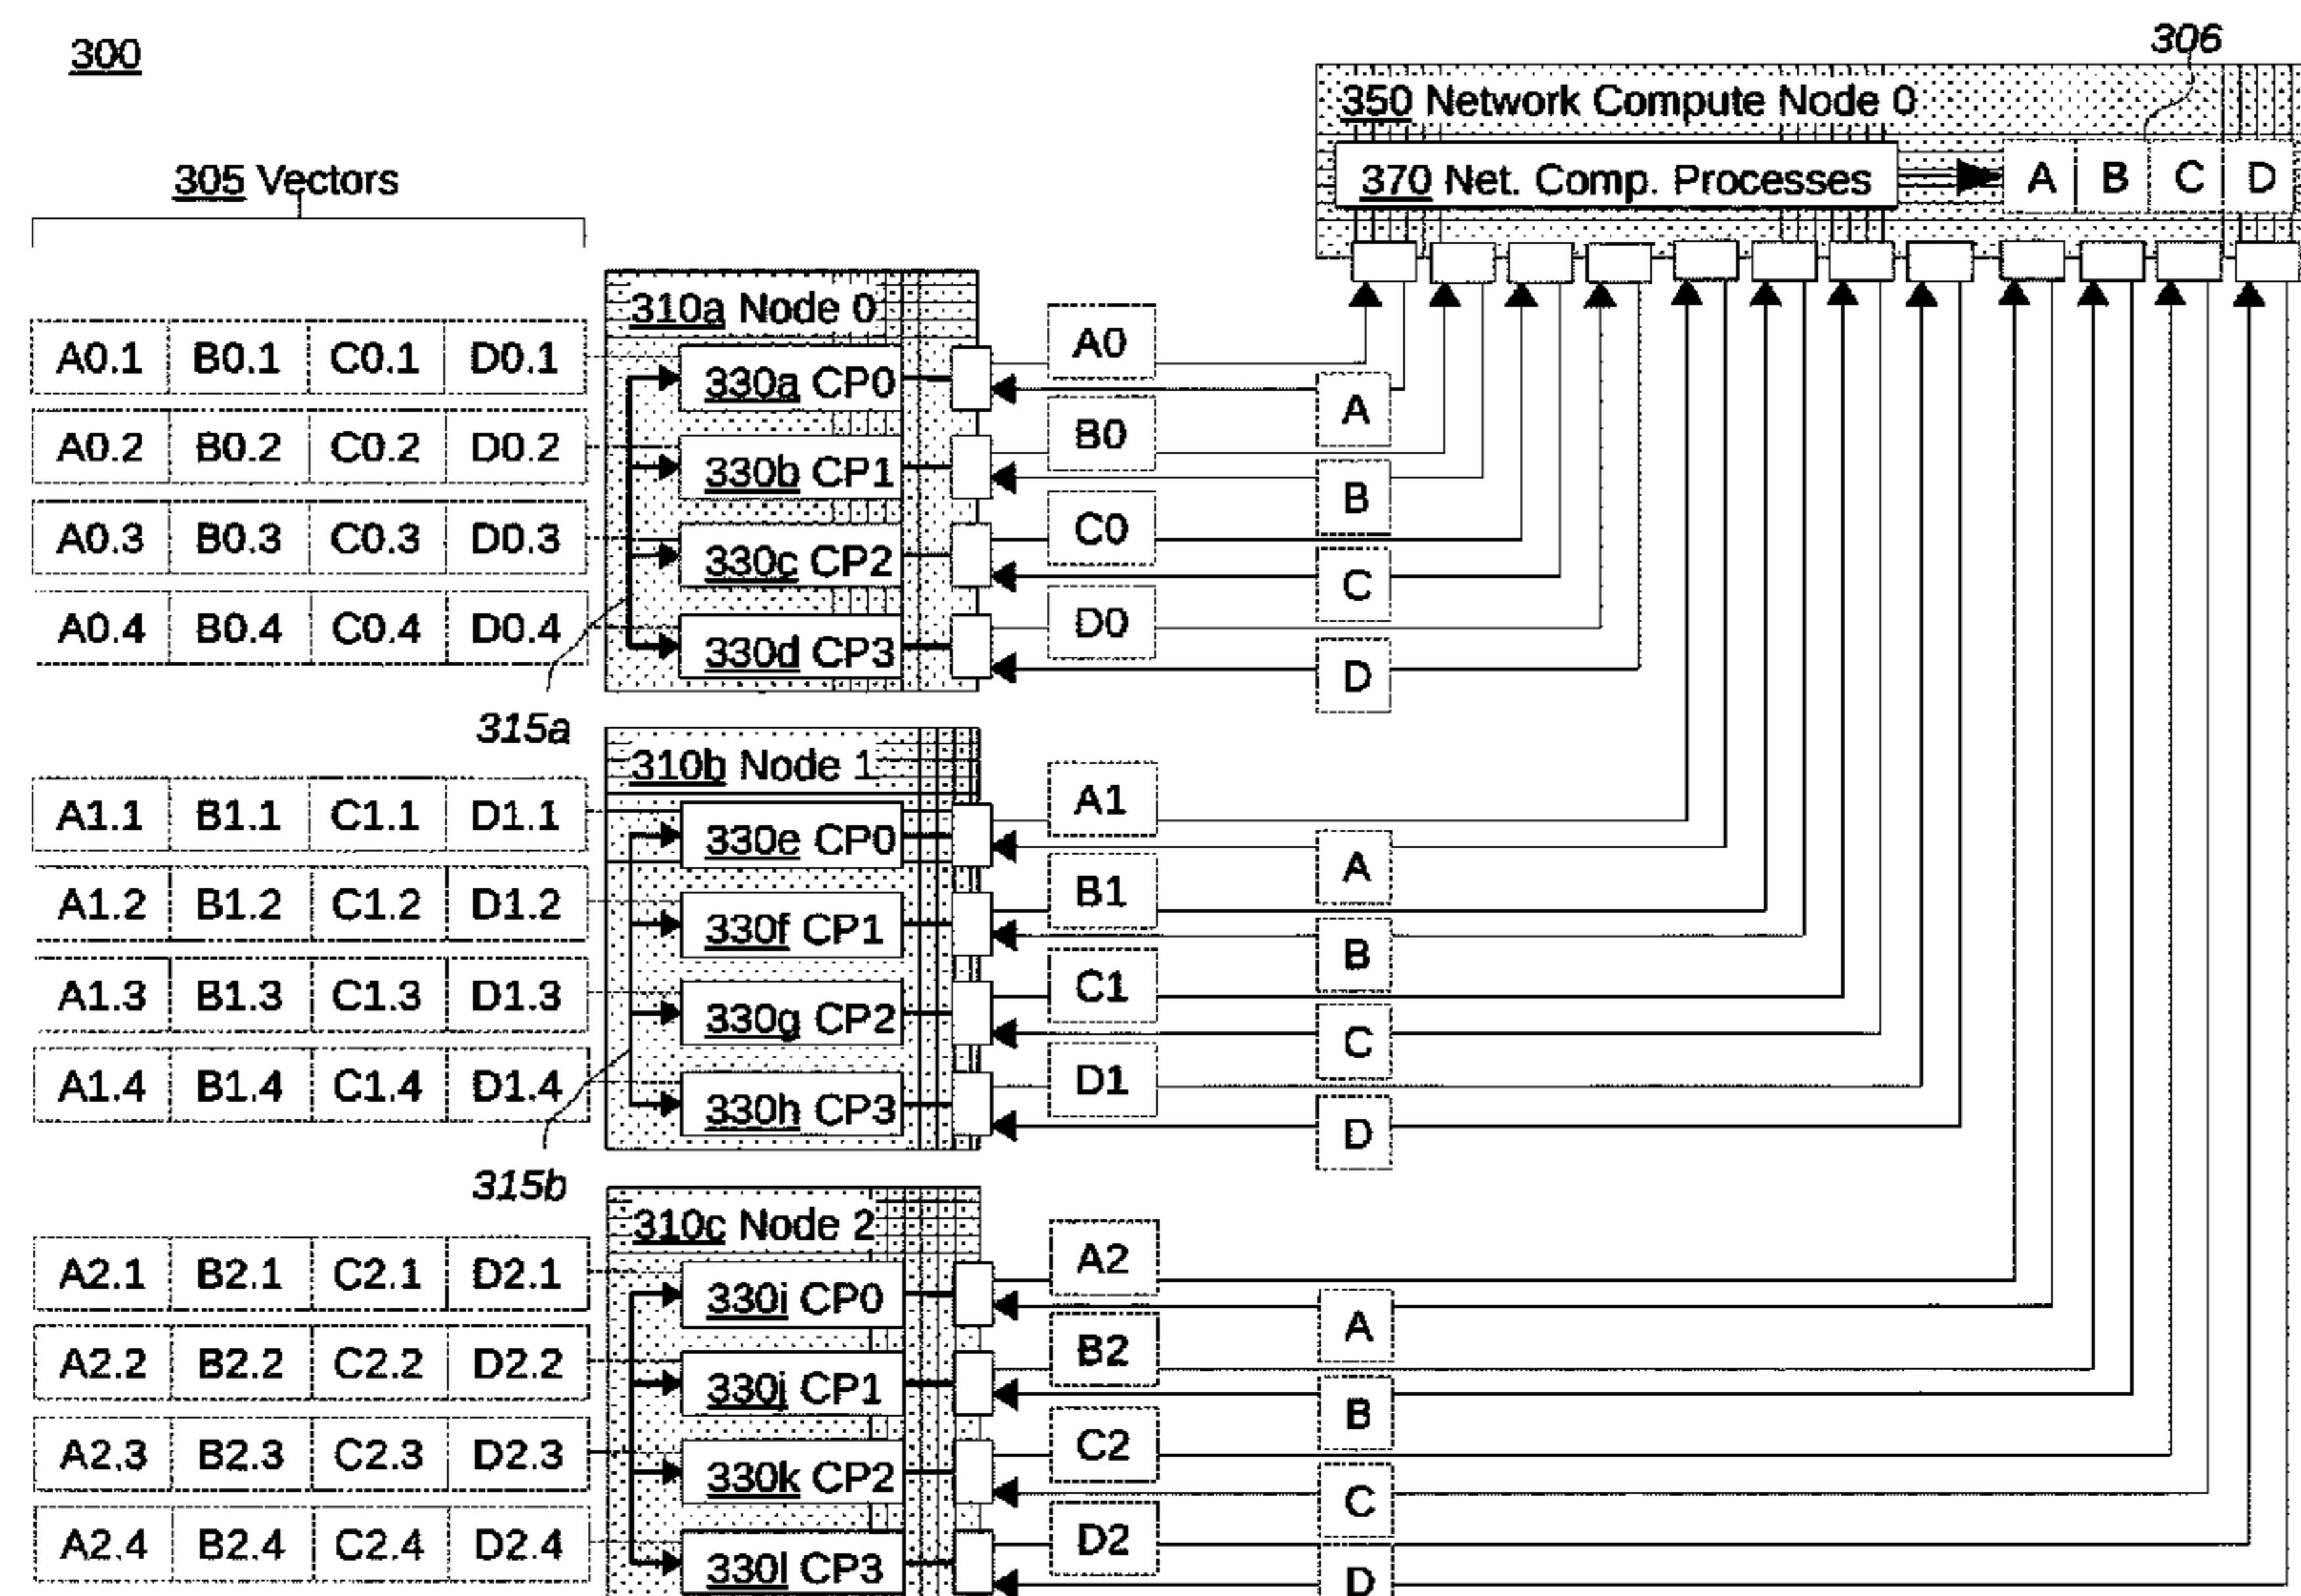 300
306
350 Network Compute Node 0
370 Net. Comp. Processes
A B C D
305 Vectors
310a Node 0
A0.1 B0.1 C0.1 D0.1
330a CP0
A0
A
A0.2 B0.2 C0.2 D0.2
330b CP1
B0
B
A0.3 B0.3 C0.3 D0.3
330c CP2
C0
C
A0.4 B0.4 C0.4 D0.4
330d CP3
D0
D
315a
310b Node 1
A1.1 B1.1 C1.1 D1.1
330e CP0
A1
A
A1.2 B1.2 C1.2 D1.2
330f CP1
B1
B
A1.3 B1.3 C1.3 D1.3
330g CP2
C1
C
A1.4 B1.4 C1.4 D1.4
330h CP3
D1
D
315b
310c Node 2
A2.1 B2.1 C2.1 D2.1
330i CP0
A2
A
A2.2 B2.2 C2.2 D2.2
330j CP1
B2
B
A2.3 B2.3 C2.3 D2.3
330k CP2
C2
C
A2.4 B2.4 C2.4 D2.4
330l CP3
D2
D